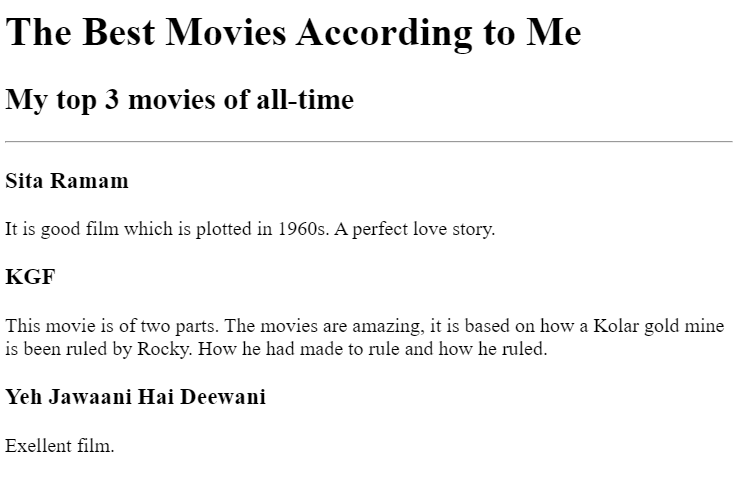 The Best Movies According to Me
My top 3 movies of all-time
Sita Ramam
It is good film which is plotted in 1960s. A perfect love story.
KGF
This movie is of two parts. The movies are amazing, it is based on how a Kolar gold mine
is been ruled by Rocky. How he had made to rule and how he ruled.
Yeh Jawaani Hai Deewani
Exellent film.